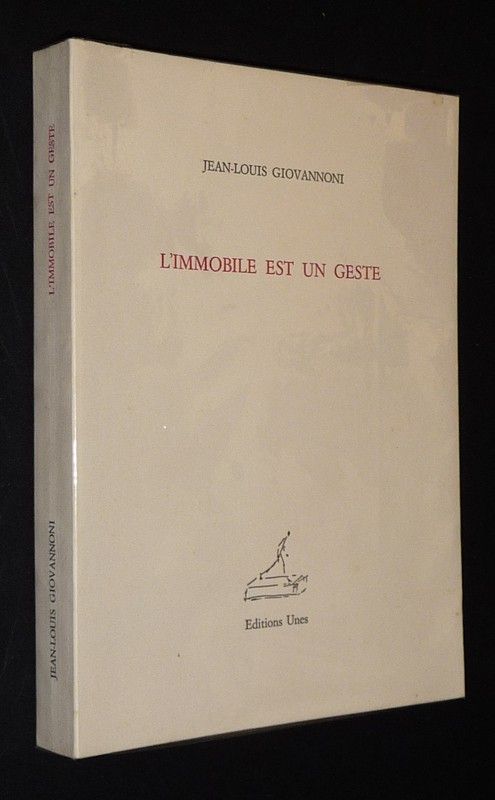 JEAN-LOUIS GIOVANNONI
L'IMMOBILE EST UN GESTE
Editions Unes
L'IMMOBILE EST UN GESTE
JEAN-LOUIS GIOVANNONI